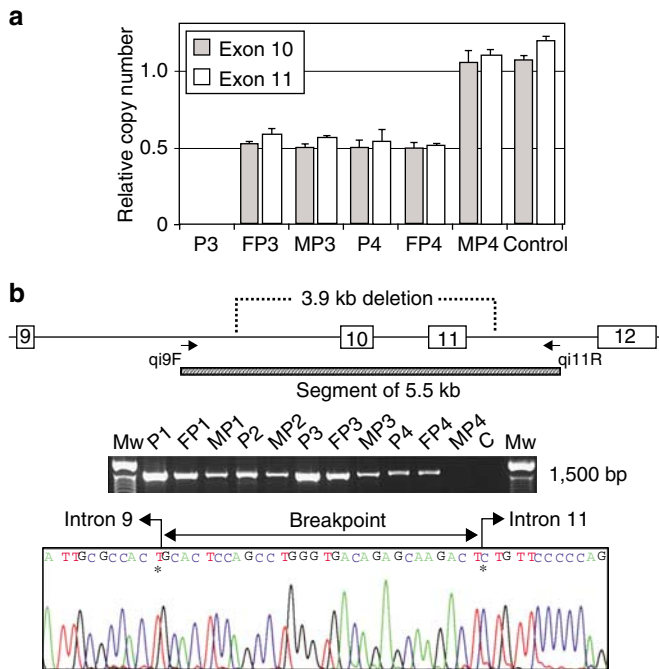 a
Relative copy number
1.0
0.5
0
Exon 10
Exon 11
P3 FP3 MP3 P4 FP4 MP4 Control
b
3.9 kb deletion
9 10 11 12
qi9F qi11R
Segment of 5.5 kb
Mw P1 FP1 MP1 P2 MP2 P3 FP3 MP3 P4 FP4 MP4 C Mw
1,500 bp
Intron 9 Breakpoint Intron 11
A TTGCGCCACTGCACTCCAGCCTGGGTGACAGAGCAAGACTCTGTTCCCCCAG
* *